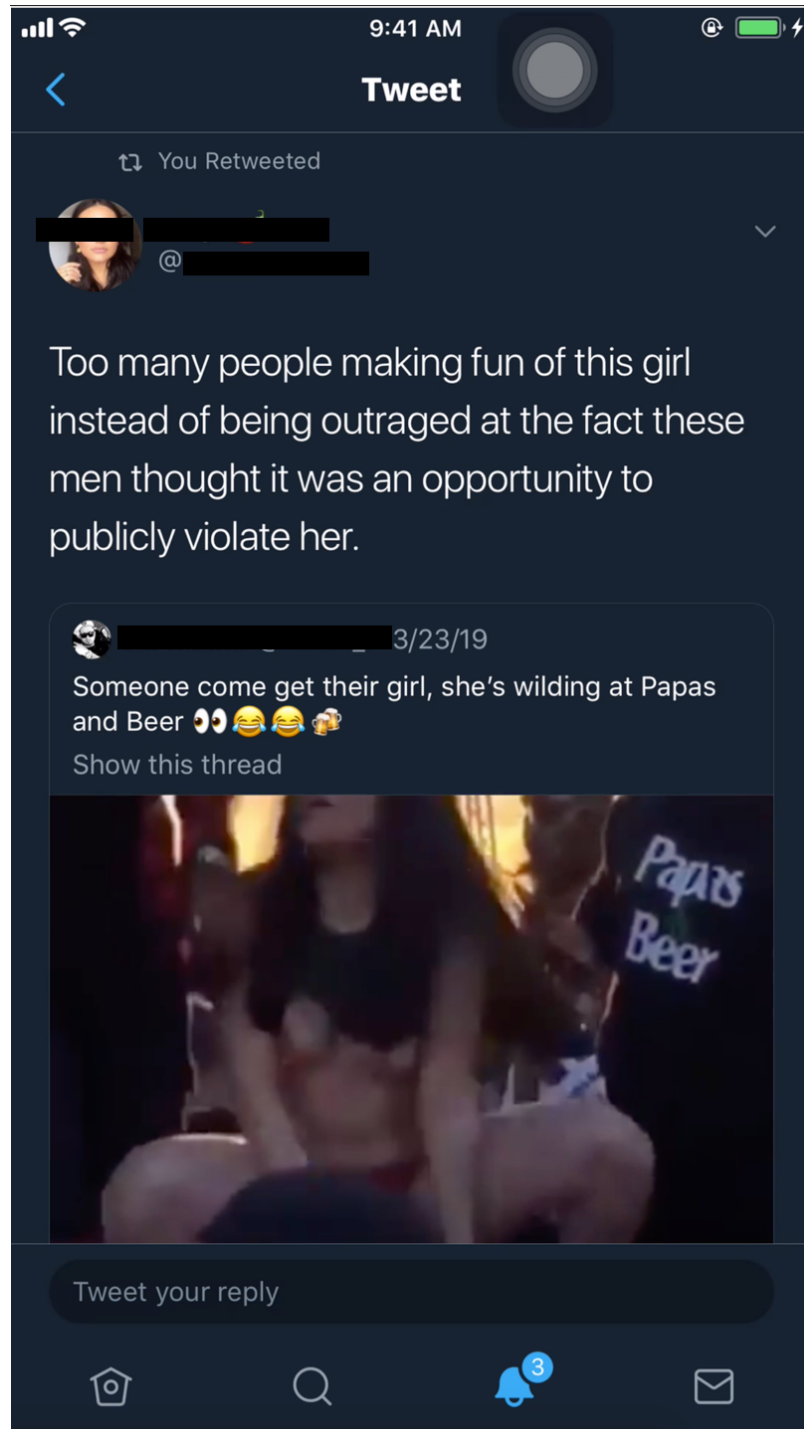 9:41 AM
Tweet
You Retweeted
@
Too many people making fun of this girl
instead of being outraged at the fact these
men thought it was an opportunity to
publicly violate her.
3/23/19
Someone come get their girl, she's wilding at Papas
and Beer 👀😂😂🍻
Show this thread
Papas
Beer
Tweet your reply
3